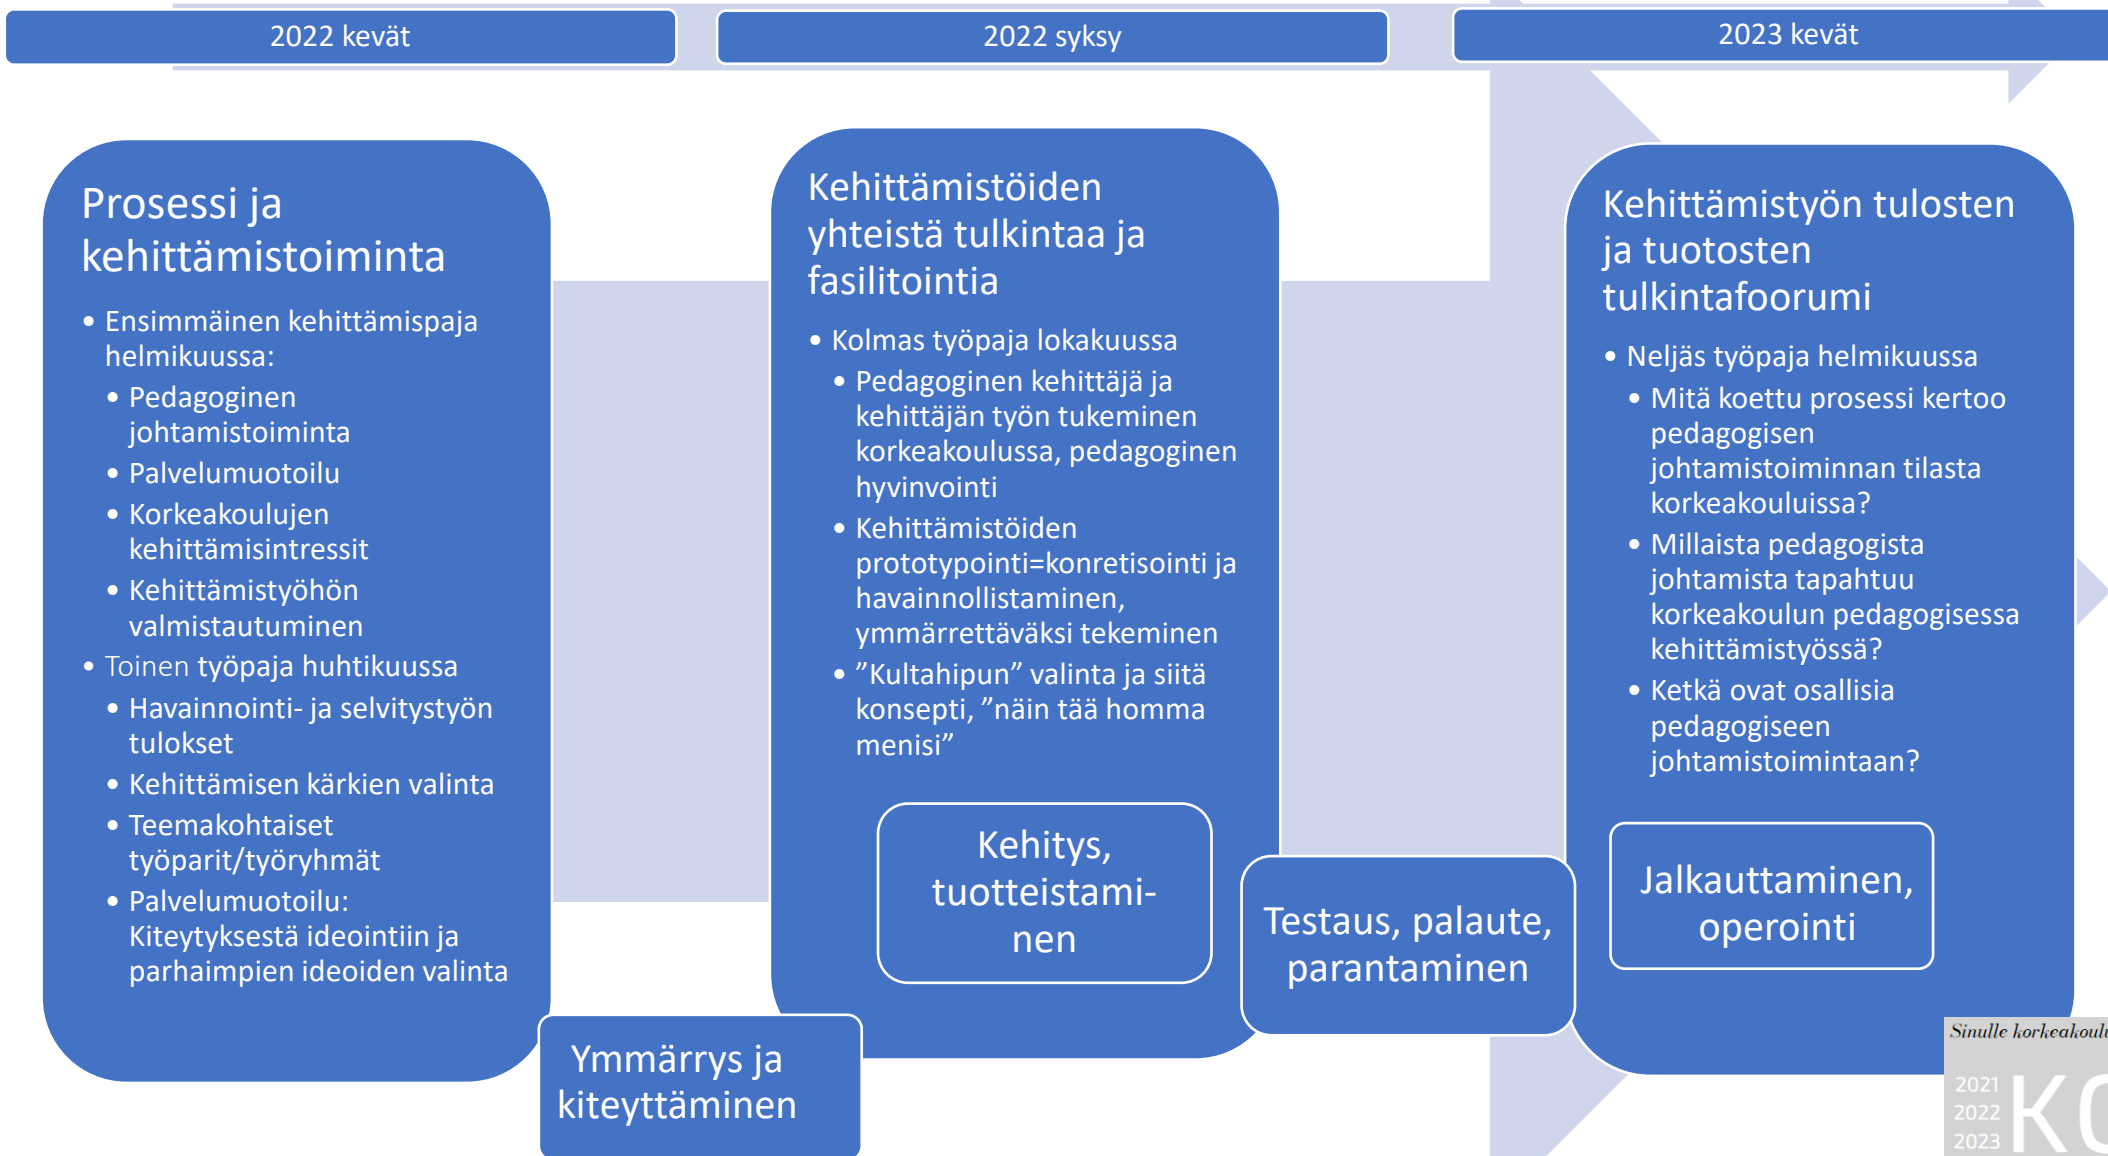 2022 kevät
2022 syksy
2023 kevät
Prosessi ja
kehittämistoiminta
• Ensimmäinen kehittämispaja
helmikuussa:
• Pedagoginen
johtamistoiminta
• Palvelumuotoilu
• Korkeakoulujen
kehittämisintressit
• Kehittämistyöhön
valmistautuminen
• Toinen työpaja huhtikuussa
• Havainnointi- ja selvitystyön
tulokset
• Kehittämisen kärkien valinta
• Teemakohtaiset
työparit/työryhmät
• Palvelumuotoilu:
Kiteytyksestä ideointiin ja
parhaimpien ideoiden valinta
Ymmärrys ja
kiteyttäminen
Kehittämistöiden
yhteistä tulkintaa ja
fasilitointia
• Kolmas työpaja lokakuussa
• Pedagoginen kehittäjä ja
kehittäjän työn tukeminen
korkeakoulussa, pedagoginen
hyvinvointi
• Kehittämistöiden
prototypointi=konretisointi ja
havainnollistaminen,
ymmärrettäväksi tekeminen
• ”Kultahipun” valinta ja siitä
konsepti, ”näin tää homma
menisi”
Kehitys,
tuotteistami-
nen
Testaus, palaute,
parantaminen
Kehittämistyön tulosten
ja tuotosten
tulkintafoorumi
• Neljäs työpaja helmikuussa
• Mitä koettu prosessi kertoo
pedagogisen
johtamistoiminnan tilasta
korkeakouluissa?
• Millaista pedagogista
johtamista tapahtuu
korkeakoulun pedagogisessa
kehittämistyössä?
• Ketkä ovat osallisia
pedagogiseen
johtamistoimintaan?
Jalkauttaminen,
operointi
Sinulle
2021
2022
2023